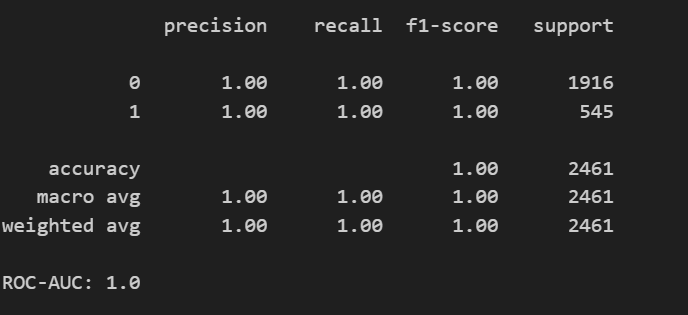 precision recall f1-score support
0 1.00 1.00 1.00 1916
1 1.00 1.00 1.00 545
accuracy 1.00 2461
macro avg 1.00 1.00 1.00 2461
weighted avg 1.00 1.00 1.00 2461
ROC-AUC: 1.0